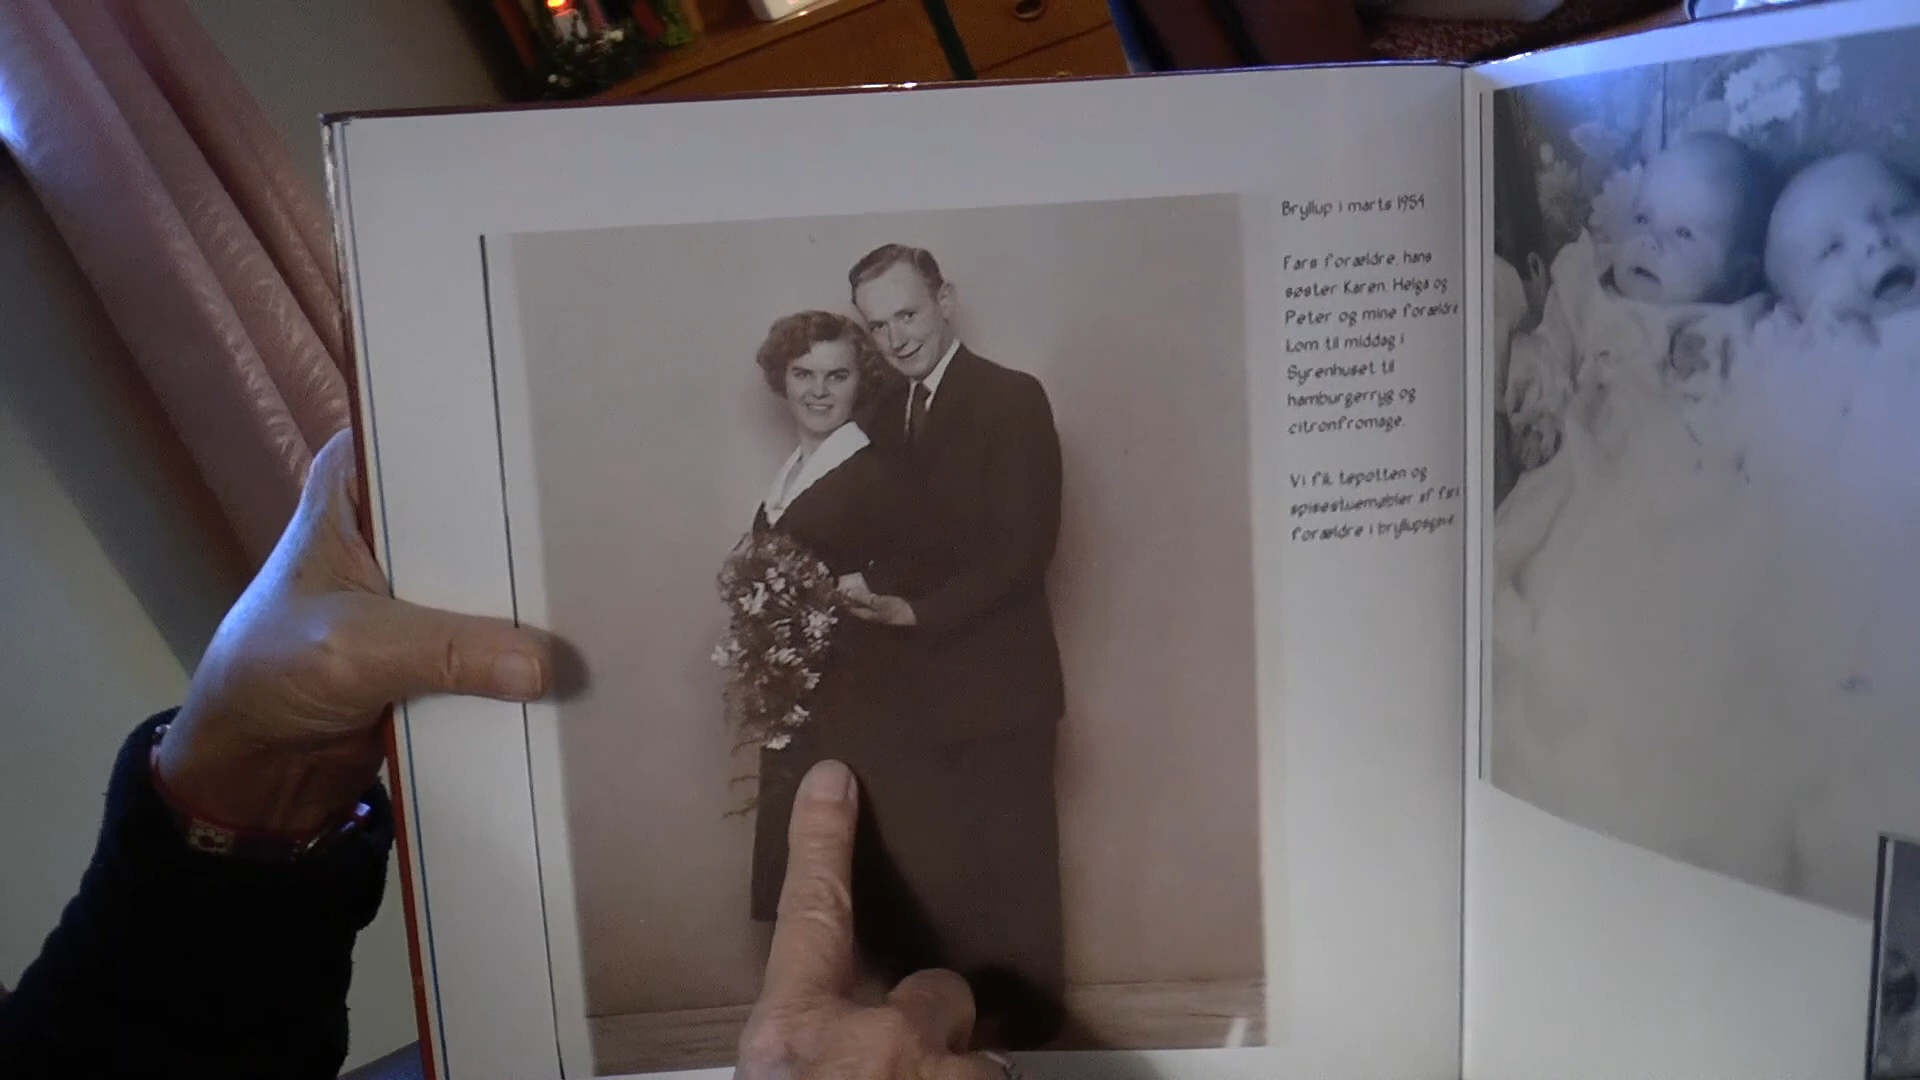 Bryllup i marts 1954
Fars forældre, hans
søster Karen, Helga og
Peter og mine forældre
kom til middag i
Syrenhuset til
hamburgerryg og
citronfromage.
Vi fik tepotten og
spisestuemøbler af fars
forældre i bryllupsgave